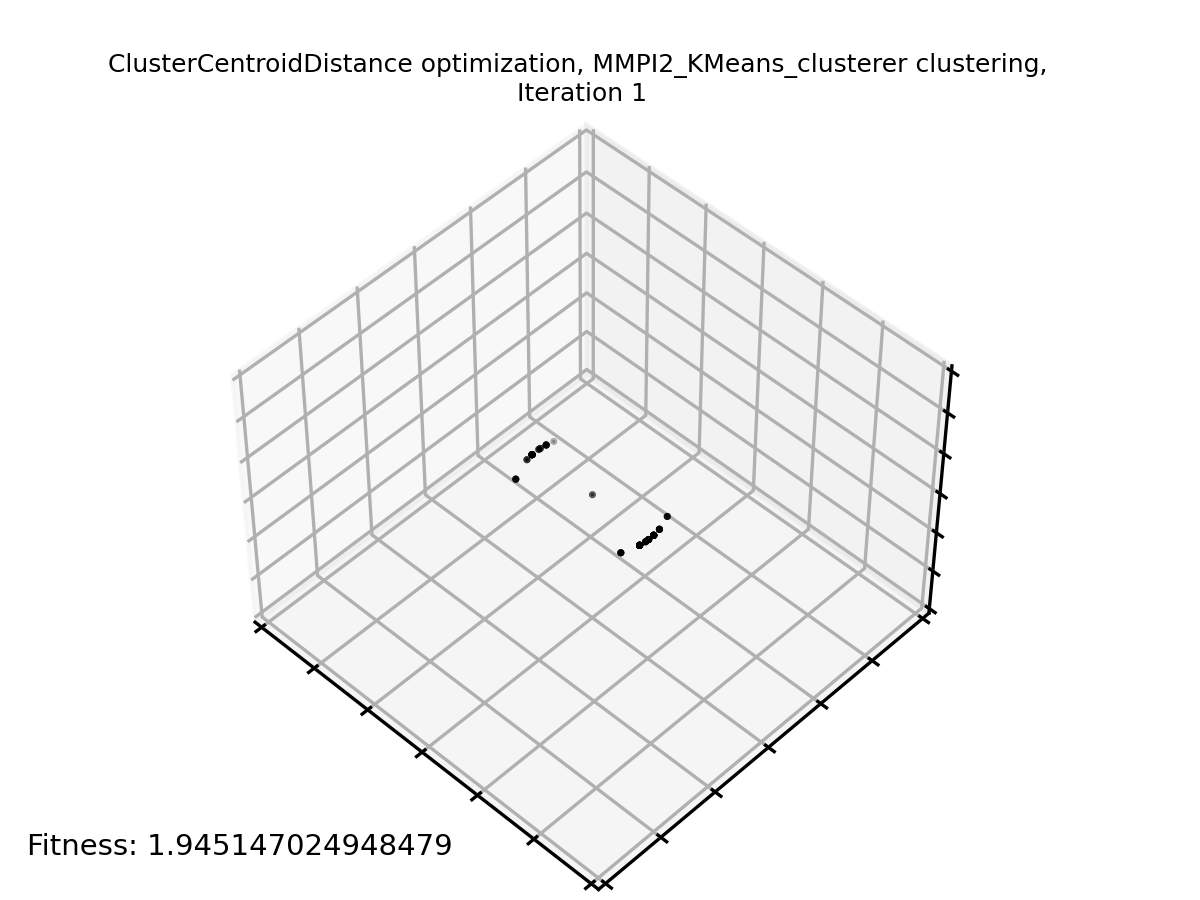 ClusterCentroidDistance optimization, MMPI2_KMeans_clusterer clustering,
Iteration 1
Fitness: 1.945147024948479